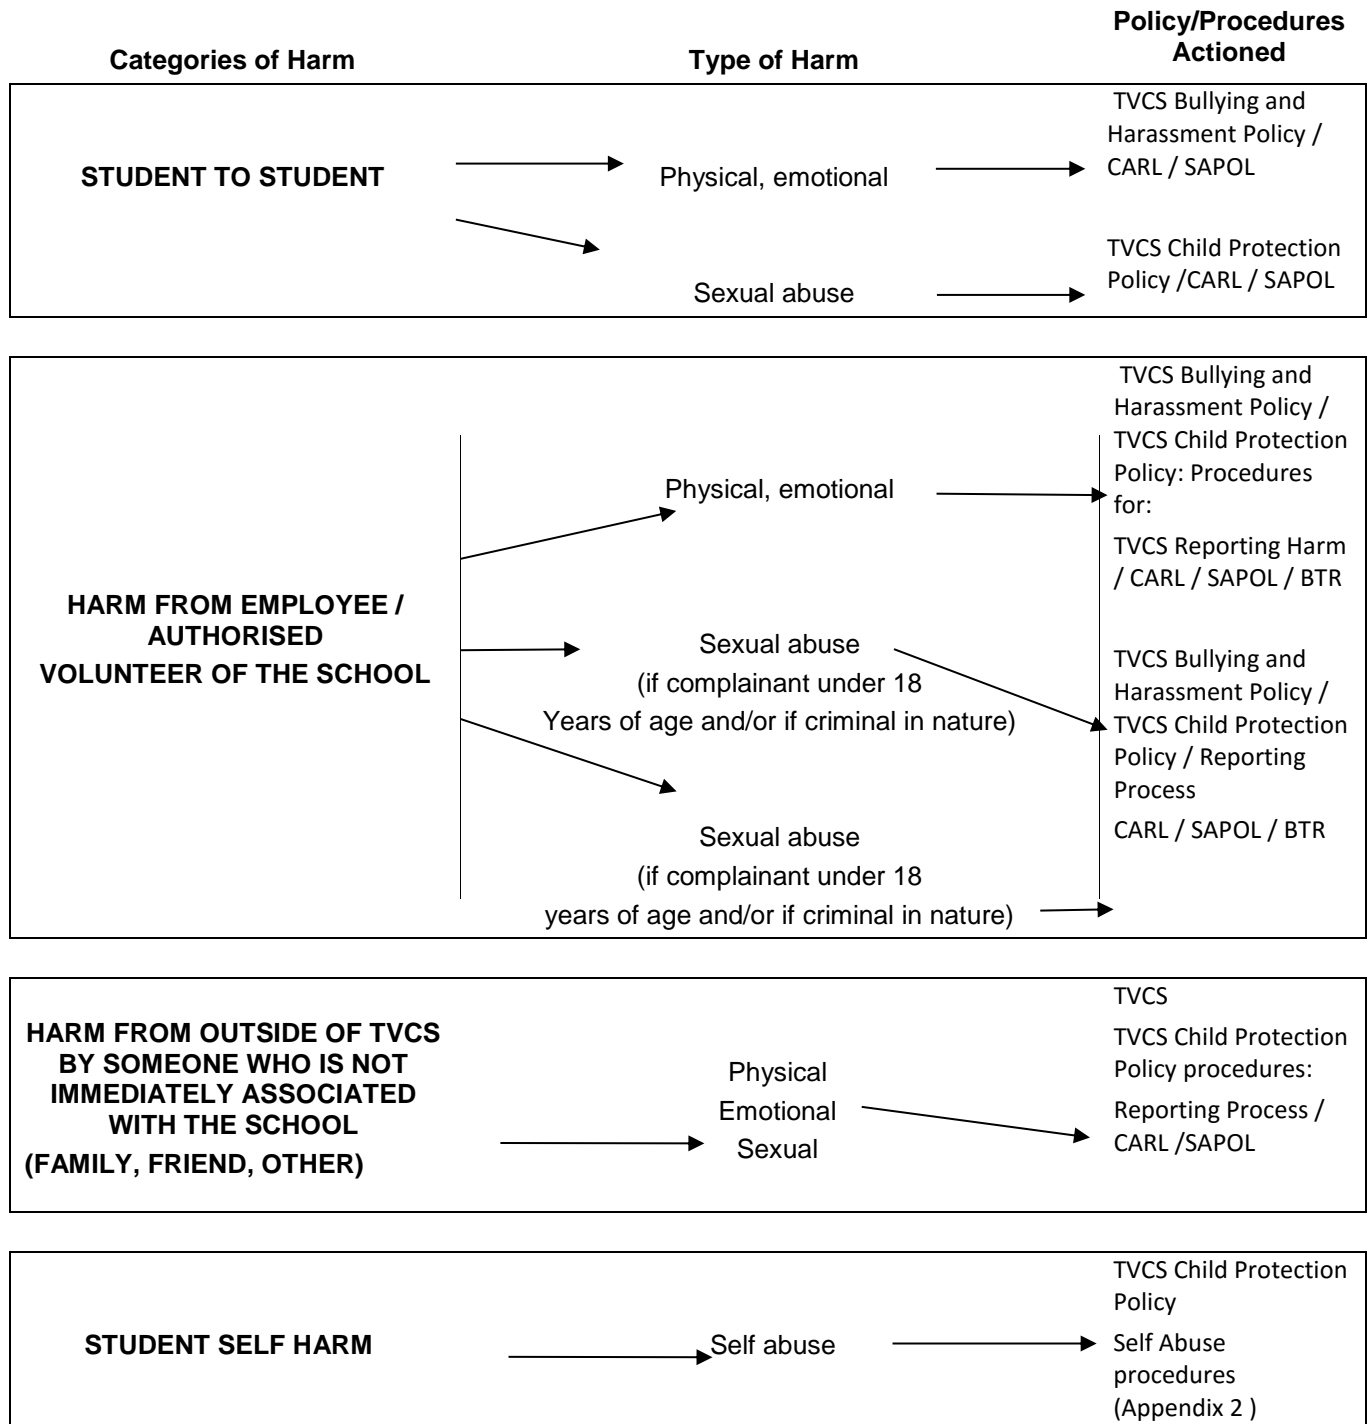 Categories of Harm
Type of Harm
Policy/Procedures
Actioned
STUDENT TO STUDENT
Physical, emotional
TVCS Bullying and
Harassment Policy /
CARL / SAPOL
Sexual abuse
TVCS Child Protection
Policy /CARL / SAPOL
HARM FROM EMPLOYEE /
AUTHORISED
VOLUNTEER OF THE SCHOOL
Physical, emotional
TVCS Bullying and
Harassment Policy /
TVCS Child Protection
Policy: Procedures
for:
TVCS Reporting Harm
/ CARL / SAPOL / BTR
Sexual abuse
(if complainant under 18
Years of age and/or if criminal in nature)
TVCS Bullying and
Harassment Policy /
TVCS Child Protection
Policy / Reporting
Process
CARL / SAPOL / BTR
Sexual abuse
(if complainant under 18
years of age and/or if criminal in nature)
HARM FROM OUTSIDE OF TVCS
BY SOMEONE WHO IS NOT
IMMEDIATELY ASSOCIATED
WITH THE SCHOOL
(FAMILY, FRIEND, OTHER)
Physical
Emotional
Sexual
TVCS
TVCS Child Protection
Policy procedures:
Reporting Process /
CARL /SAPOL
STUDENT SELF HARM
Self abuse
TVCS Child Protection
Policy
Self Abuse
procedures
(Appendix 2 )